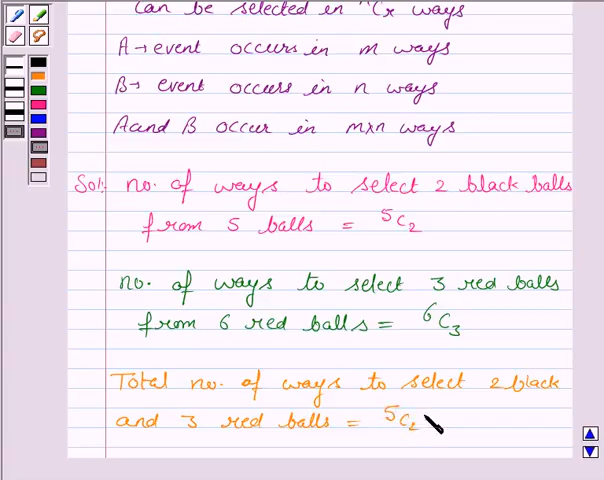 can be selected in ⁿCₓ ways
A → event occurs in m ways
B → event occurs in n ways
A and B occur in m×n ways
Sol: no. of ways to select 2 black balls
from 5 balls = ⁵C₂
no. of ways to select 3 red balls
from 6 red balls = ⁶C₃
Total no. of ways to select 2 black
and 3 red balls = ⁵C₂